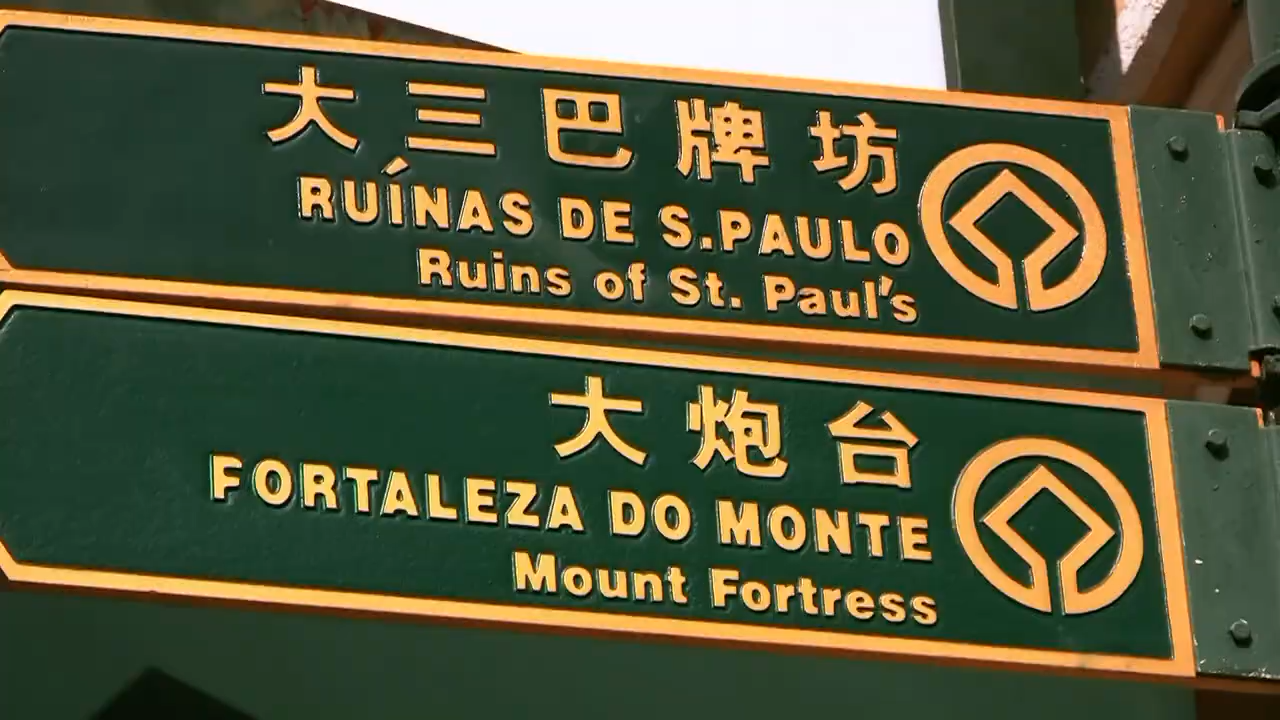 大三巴牌坊
RUÍNAS DE S.PAULO
Ruins of St. Paul's
大炮台
FORTALEZA DO MONTE
Mount Fortress